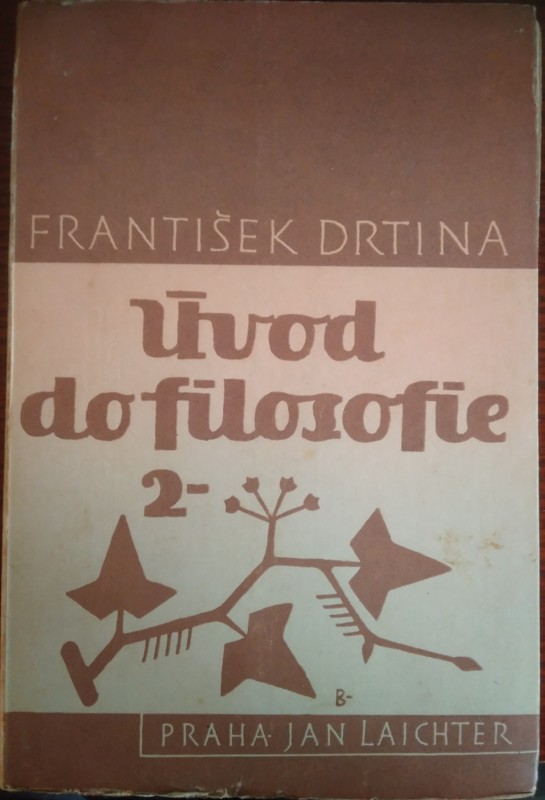 FRANTIŠEK DRTINA
Úvod
do filosofie
2-
B-
PRAHA · JAN LAICHTER